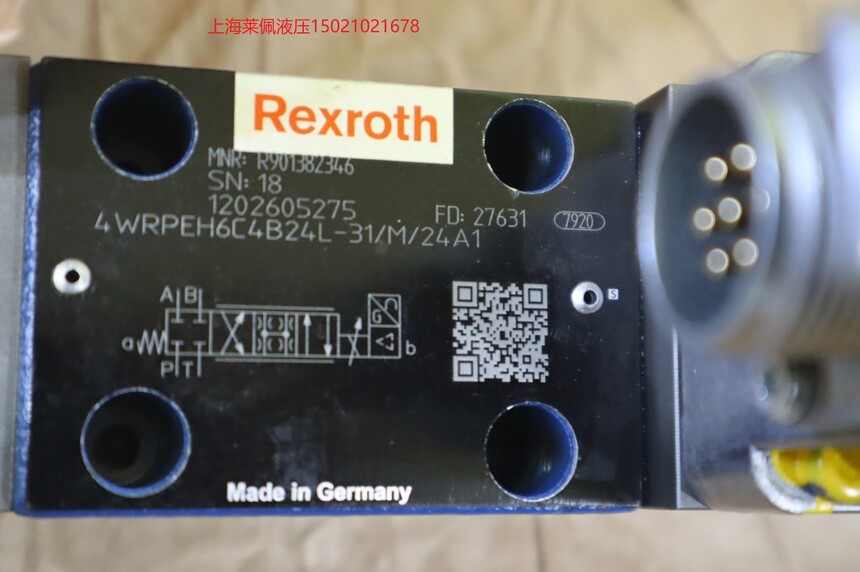 上海莱佩液压15021021678
Rexroth
MNR: R901382346
SN: 18
1202605275
FD: 27631
7920
4WRPEH6C4B24L-31/M/24A1
A B
a
G
b
P T
S
Made in Germany